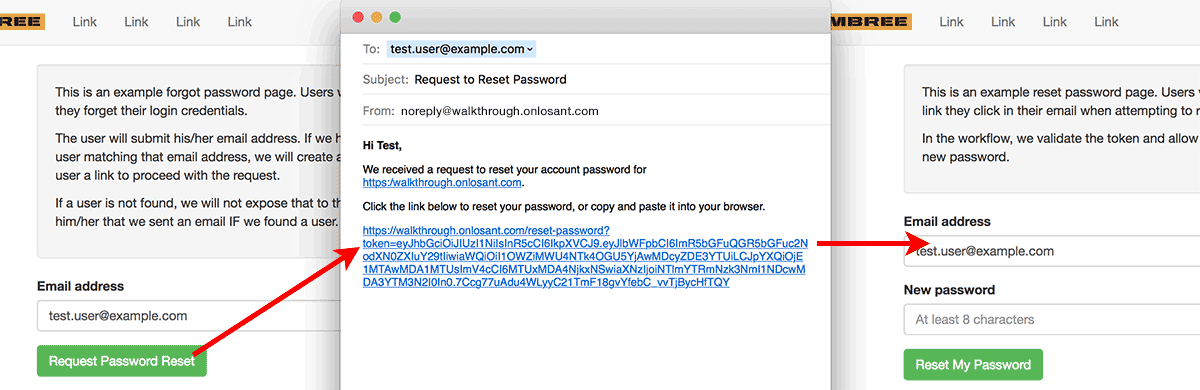 REE Link Link Link Link
This is an example forgot password page. Users
they forget their login credentials.
The user will submit his/her email address. If we
user matching that email address, we will create
user a link to proceed with the request.
If a user is not found, we will not expose that to
him/her that we sent an email IF we found a user.
Email address
test.user@example.com
Request Password Reset
To: test.user@example.com
Subject: Request to Reset Password
From: noreply@walkthrough.onlosant.com
Hi Test,
We received a request to reset your account password for
https:/walkthrough.onlosant.com.
Click the link below to reset your password, or copy and paste it into your browser.
https://walkthrough.onlosant.com/reset-password?
MBREE Link Link Link Link
This is an example reset password page. Users
link they click in their email when attempting to
In the workflow, we validate the token and allow
new password.
Email address
test.user@example.com
New password
At least 8 characters
Reset My Password